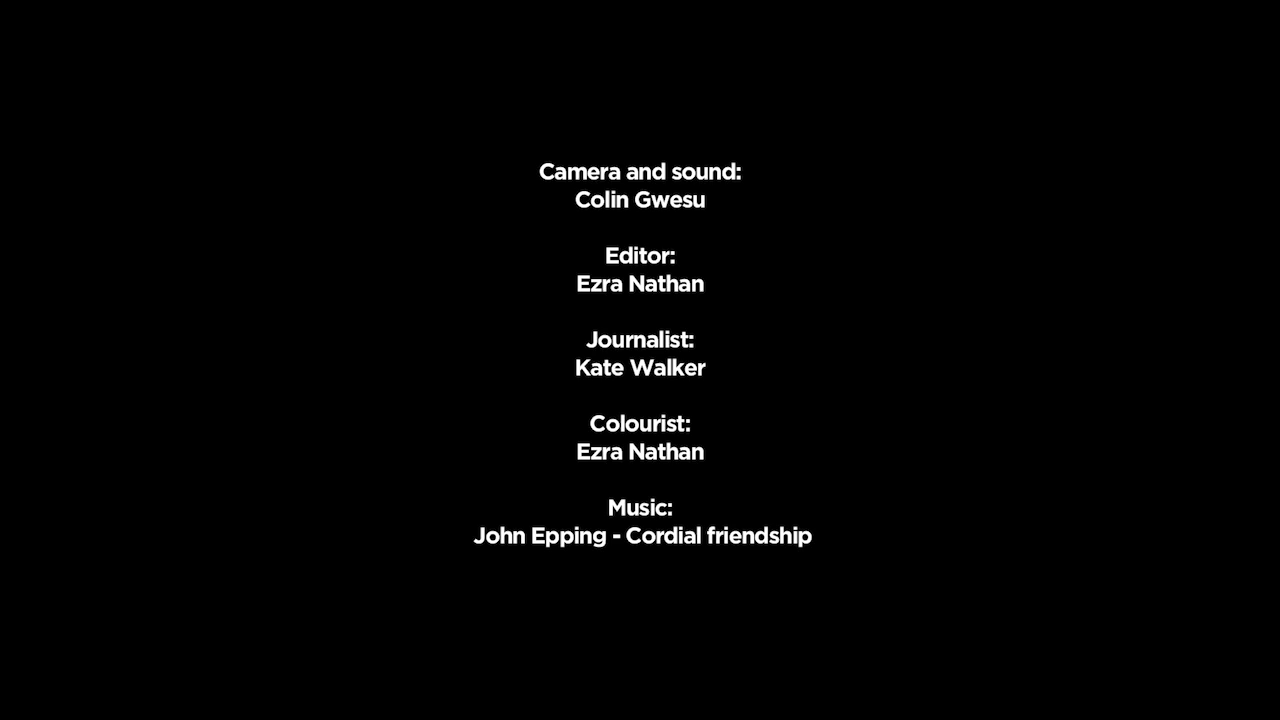 Camera and sound:
Colin Gwesu
Editor:
Ezra Nathan
Journalist:
Kate Walker
Colourist:
Ezra Nathan
Music:
John Epping - Cordial friendship